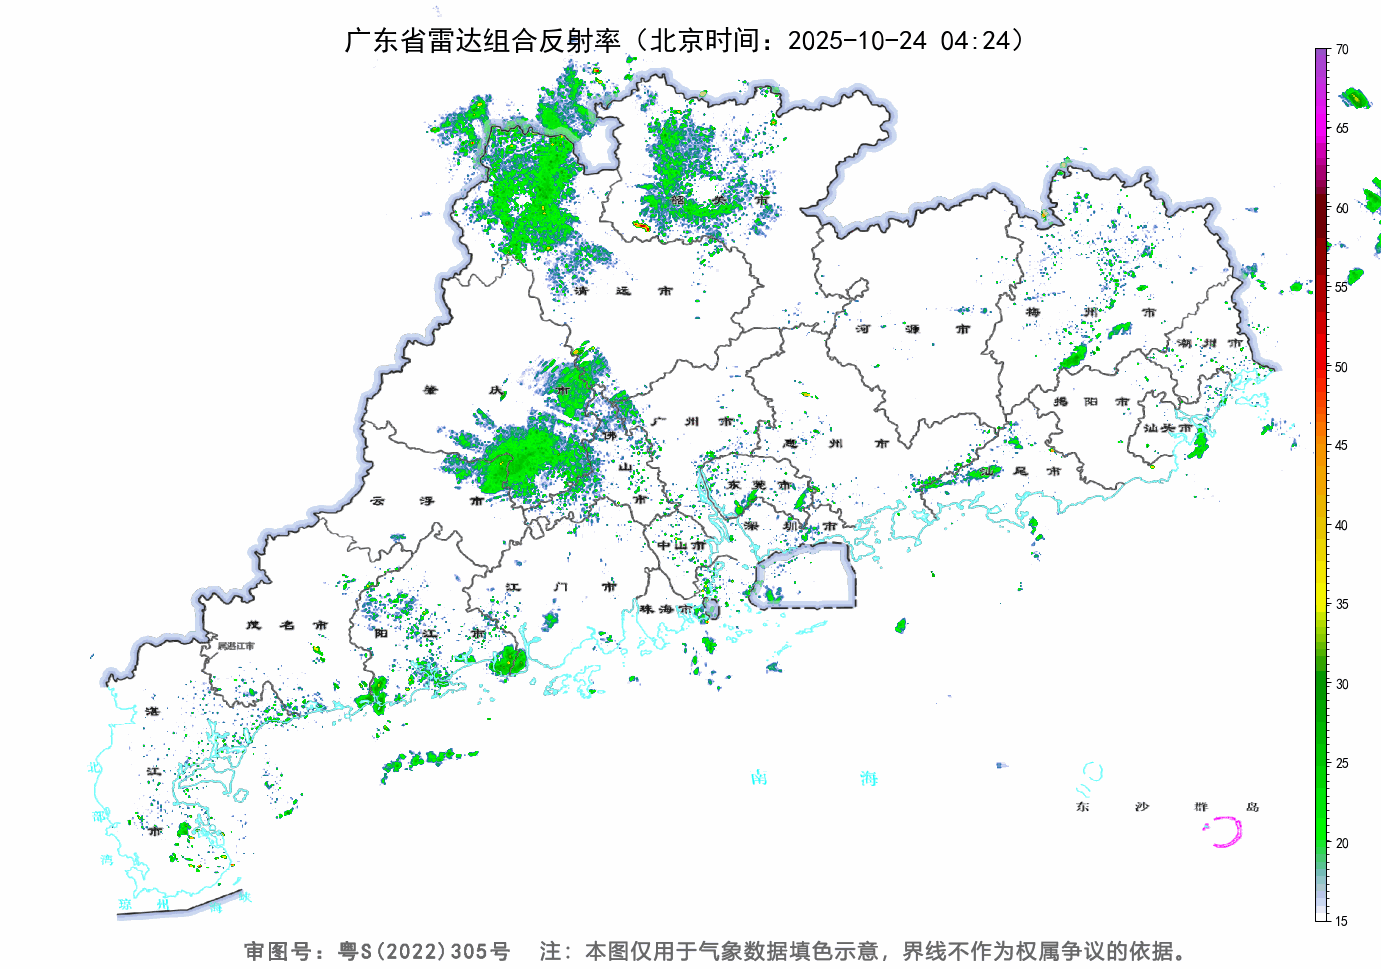 广东省雷达组合反射率（北京时间：2025-10-24 04:24）
70
65
60
55
50
45
40
35
30
25
20
15
韶 关 市
清 远 市
河 源 市
梅 州 市
潮 州 市
肇 庆 市
广 州 市
佛 山 市
惠 州 市
揭 阳 市
汕头市
汕 尾 市
云 浮 市
东 莞 市
深 圳 市
中山市
江 门 市
珠海市
茂 名 市
阳 江 市
属湛江市
湛 江 市
北 部 湾
琼 州 海 峡
南 海
东 沙 群 岛
审图号：粤S(2022)305号 注：本图仅用于气象数据填色示意，界线不作为权属争议的依据。